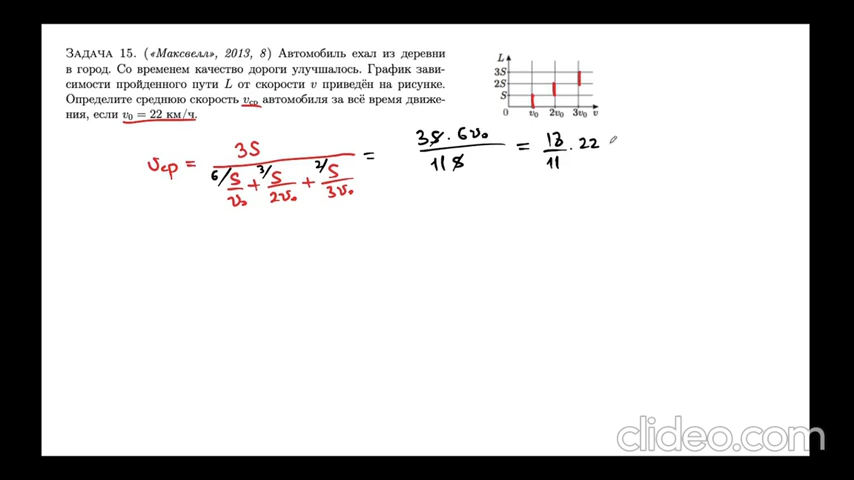 ЗАДАЧА 15. («Максвелл», 2013, 8) Автомобиль ехал из деревни
в город. Со временем качество дороги улучшалось. График зави-
симости пройденного пути L от скорости v приведён на рисунке.
Определите среднюю скорость vср автомобиля за всё время движе-
ния, если v₀ = 22 км/ч.
L
3S
2S
S
0 v₀ 2v₀ 3v₀ v
vср = 3S / (6/ S/v₀ + 3/ S/2v₀ + 2/ S/3v₀) = 3S · 6v₀ / 11S = 18/11 · 22
clideo.com